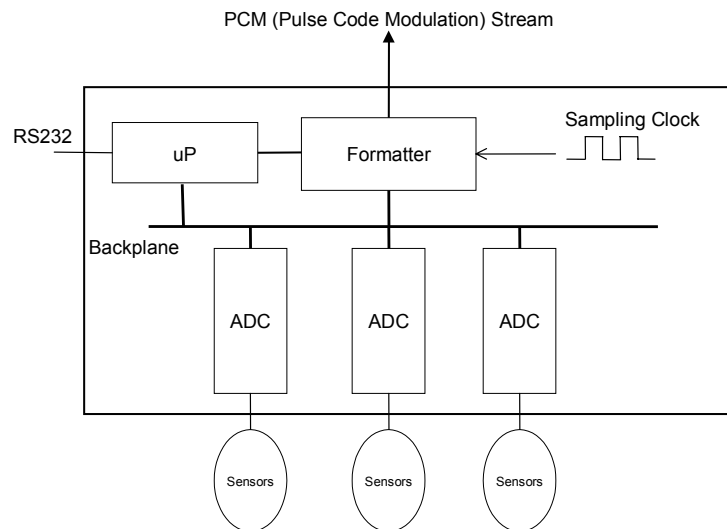 PCM (Pulse Code Modulation) Stream
RS232
uP
Formatter
Sampling Clock
Backplane
ADC
ADC
ADC
Sensors
Sensors
Sensors